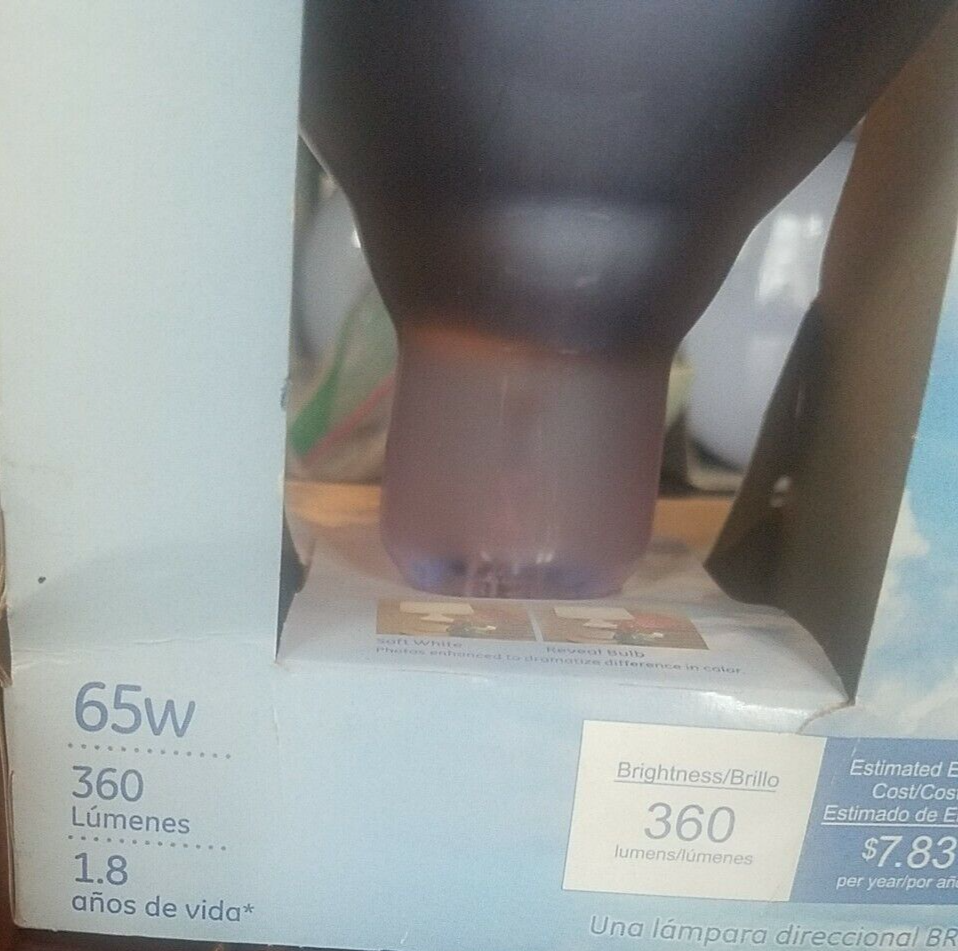 Soft White
Reveal Bulb
Photos enhanced to dramatize difference in color.
65w
360
Lúmenes
1.8
años de vida*
Brightness/Brillo
360
lumens/lúmenes
Estimated E
Cost/Cos
Estimado de E
$7.83
per year/por añ
Una lámpara direccional BR